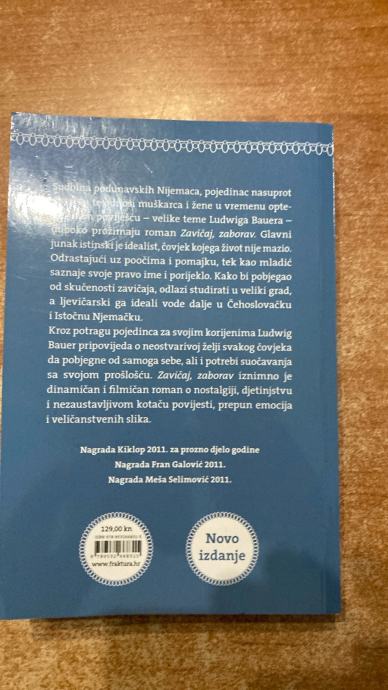 Sudbina podunavskih Nijemaca, pojedinac nasuprot
muškarca i žene u vremenu opte-
poviješću – velike teme Ludwiga Bauera –
duboko prožimaju roman Zavičaj, zaborav. Glavni
junak istinski je idealist, čovjek kojega život nije mazio.
Odrastajući uz poočima i pomajku, tek kao mladić
saznaje svoje pravo ime i porijeklo. Kako bi pobjegao
od skučenosti zavičaja, odlazi studirati u veliki grad,
a ljevičarski ga ideali vode dalje u Čehoslovačku
i Istočnu Njemačku.
Kroz potragu pojedinca za svojim korijenima Ludwig
Bauer pripovijeda o neostvarivoj želji svakog čovjeka
da pobjegne od samoga sebe, ali i potrebi suočavanja
sa svojom prošlošću. Zavičaj, zaborav iznimno je
dinamičan i filmičan roman o nostalgiji, djetinjstvu
i nezaustavljivom kotaču povijesti, prepun emocija
i veličanstvenih slika.
Nagrada Kiklop 2011. za prozno djelo godine
Nagrada Fran Galović 2011.
Nagrada Meša Selimović 2011.
129,00 kn
www.fraktura.hr
Novo
izdanje